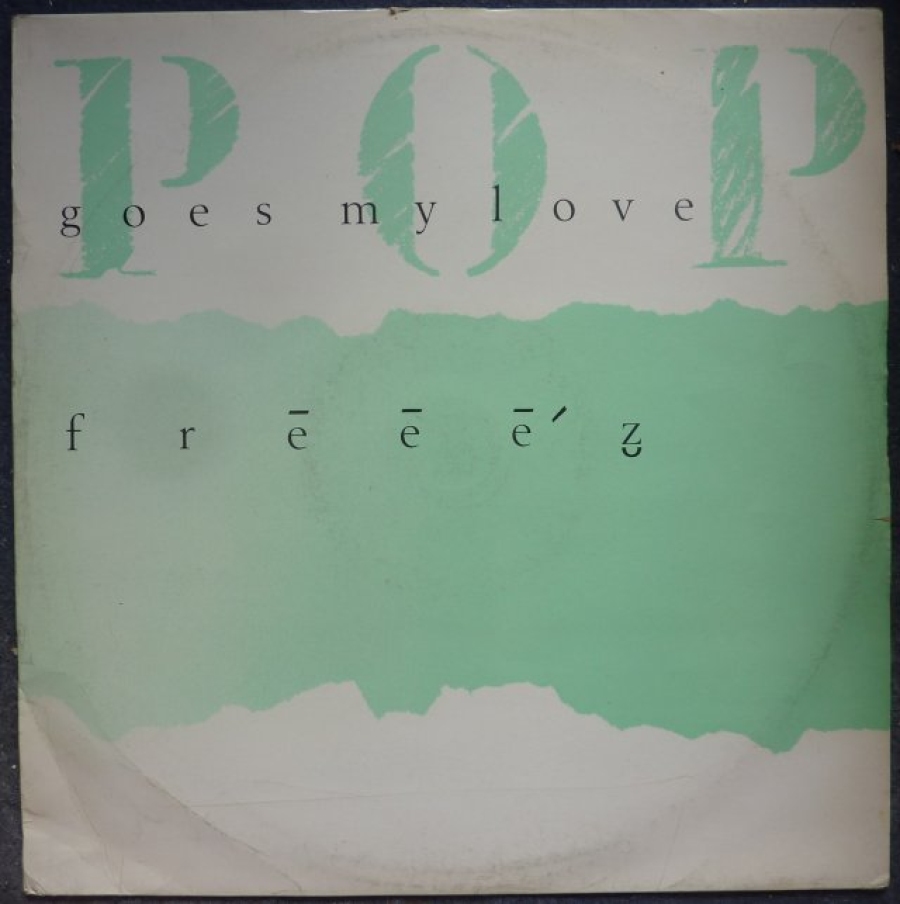 POP
goes my love
f r ē ē ē´ z̮